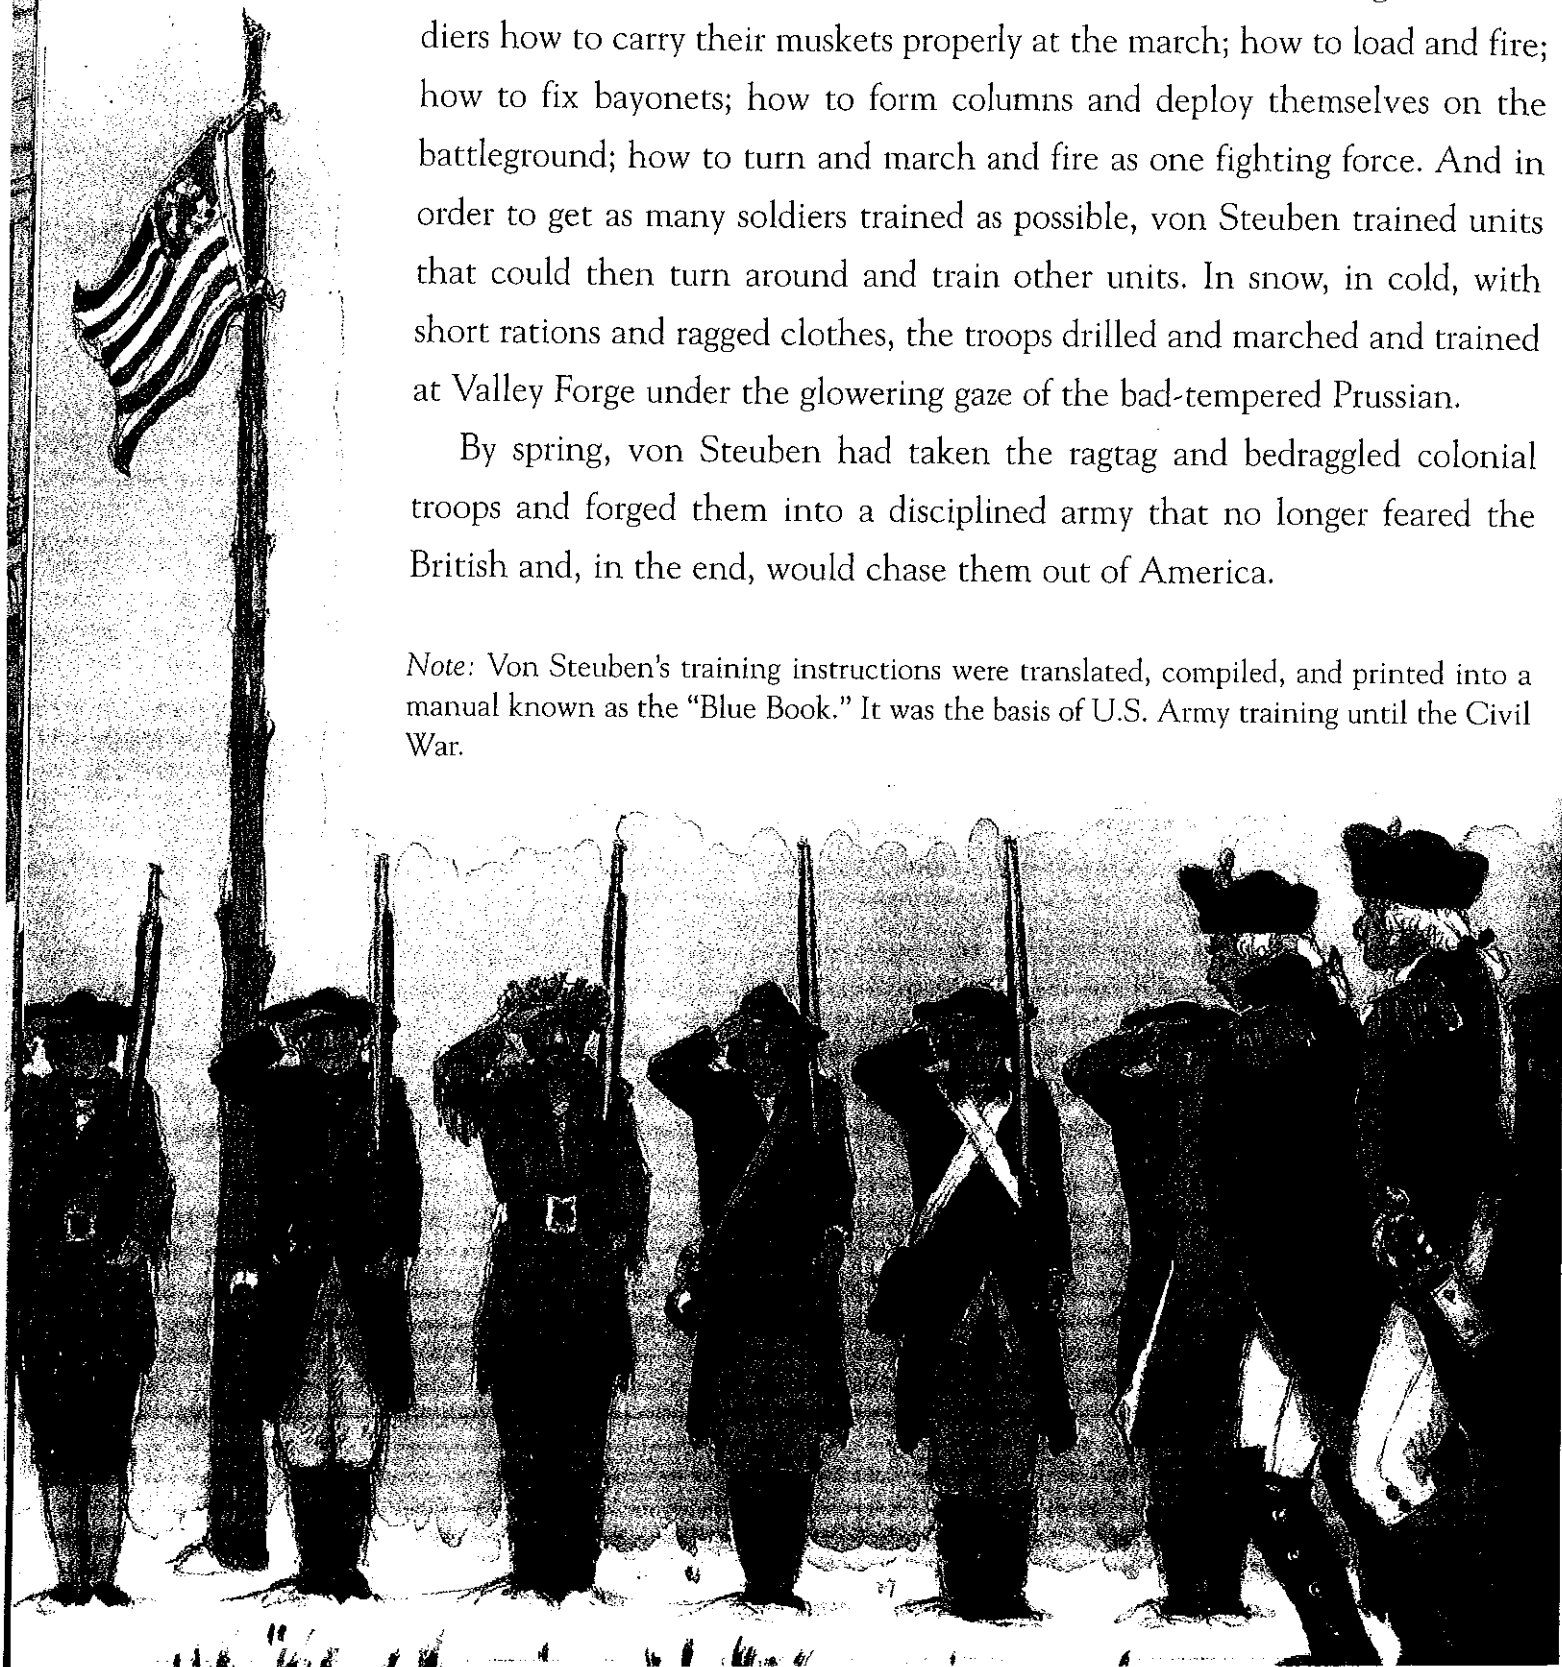 diers how to carry their muskets properly at the march; how to load and fire;
how to fix bayonets; how to form columns and deploy themselves on the
battleground; how to turn and march and fire as one fighting force. And in
order to get as many soldiers trained as possible, von Steuben trained units
that could then turn around and train other units. In snow, in cold, with
short rations and ragged clothes, the troops drilled and marched and trained
at Valley Forge under the glowering gaze of the bad-tempered Prussian.
By spring, von Steuben had taken the ragtag and bedraggled colonial
troops and forged them into a disciplined army that no longer feared the
British and, in the end, would chase them out of America.
Note: Von Steuben's training instructions were translated, compiled, and printed into a
manual known as the “Blue Book.” It was the basis of U.S. Army training until the Civil
War.